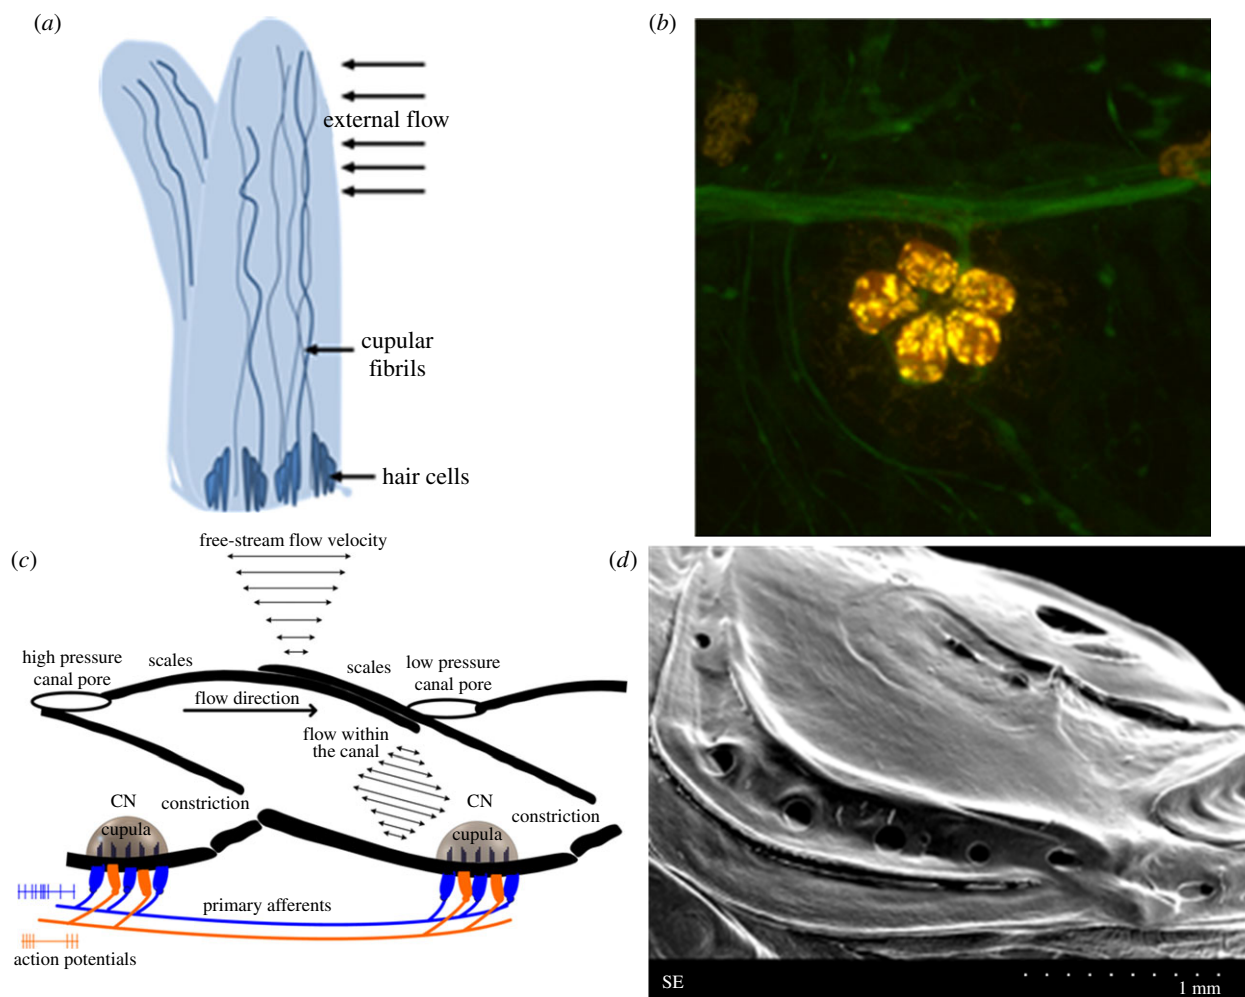 (a)
external flow
cupular
fibrils
hair cells
(b)
(c)
free-stream flow velocity
high pressure
canal pore
scales
scales
low pressure
canal pore
flow direction
flow within
the canal
CN
constriction
CN
constriction
cupula
cupula
primary afferents
action potentials
(d)
SE
1 mm